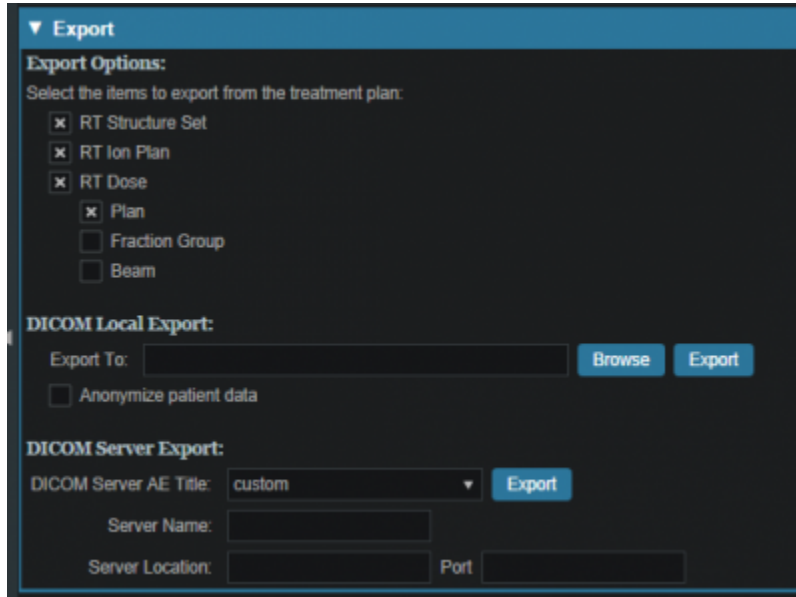 Export
Export Options:
Select the items to export from the treatment plan:
RT Structure Set
RT Ion Plan
RT Dose
Plan
Fraction Group
Beam
DICOM Local Export:
Export To: Browse Export
Anonymize patient data
DICOM Server Export:
DICOM Server AE Title: custom Export
Server Name:
Server Location: Port